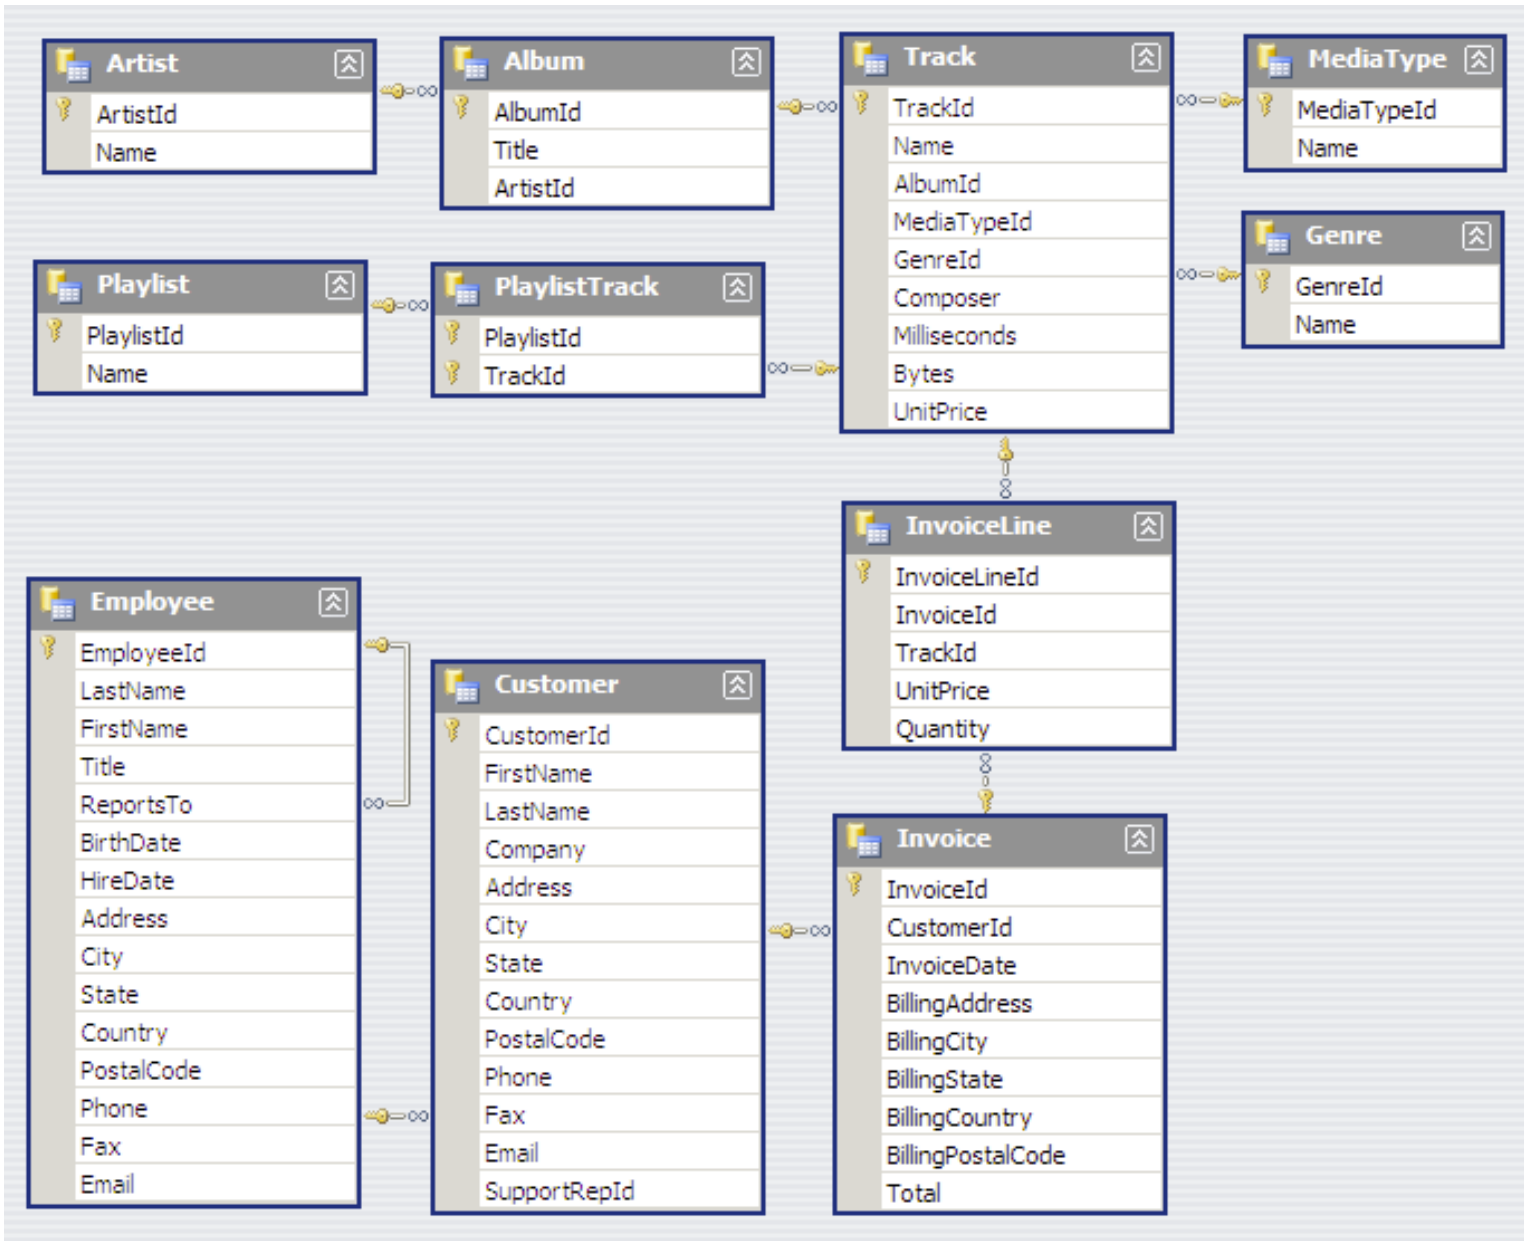 Artist
ArtistId
Name
Album
AlbumId
Title
ArtistId
Track
TrackId
Name
AlbumId
MediaTypeId
GenreId
Composer
Milliseconds
Bytes
UnitPrice
MediaType
MediaTypeId
Name
Genre
GenreId
Name
Playlist
PlaylistId
Name
PlaylistTrack
PlaylistId
TrackId
InvoiceLine
InvoiceLineId
InvoiceId
TrackId
UnitPrice
Quantity
Employee
EmployeeId
LastName
FirstName
Title
ReportsTo
BirthDate
HireDate
Address
City
State
Country
PostalCode
Phone
Fax
Email
Customer
CustomerId
FirstName
LastName
Company
Address
City
State
Country
PostalCode
Phone
Fax
Email
SupportRepId
Invoice
InvoiceId
CustomerId
InvoiceDate
BillingAddress
BillingCity
BillingState
BillingCountry
BillingPostalCode
Total